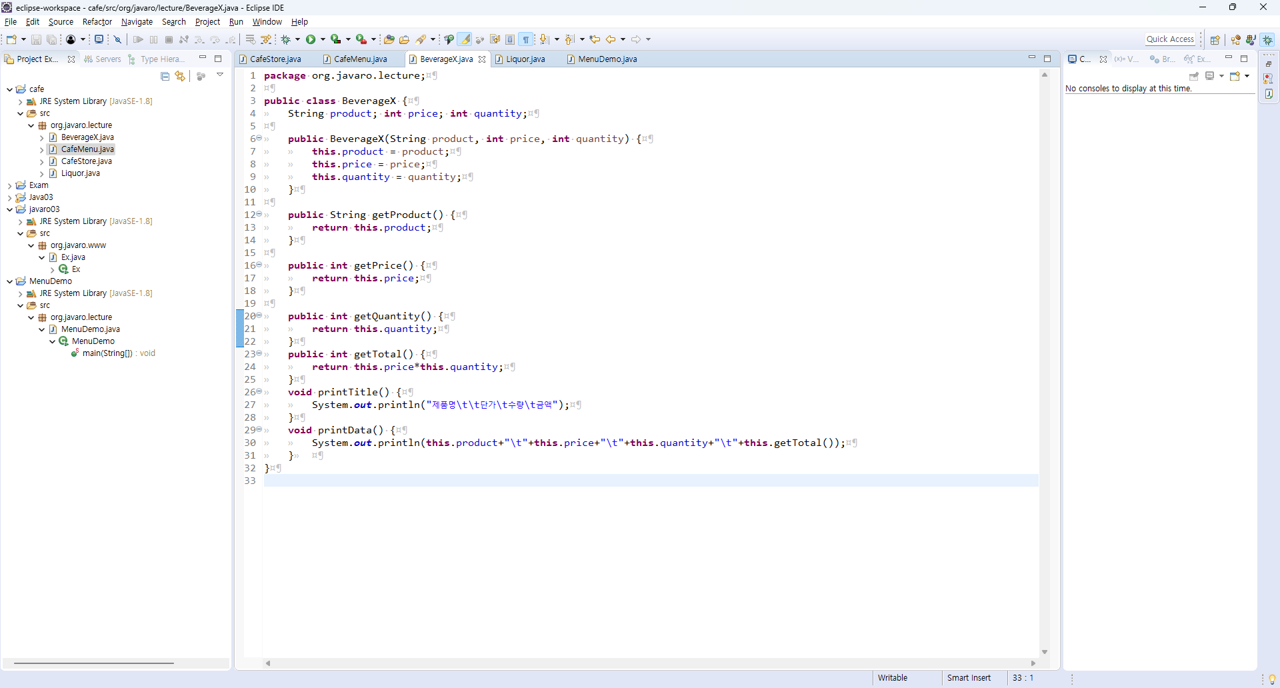 eclipse-workspace - cafe/src/org/javaro/lecture/BeverageX.java - Eclipse IDE
File Edit Source Refactor Navigate Search Project Run Window Help
Quick Access
Project Ex... Servers Type Hiera...
CafeStore.java CafeMenu.java BeverageX.java Liquor.java MenuDemo.java
C... V... Br... Ex...
No consoles to display at this time.
cafe
JRE System Library [JavaSE-1.8]
src
org.javaro.lecture
BeverageX.java
CafeMenu.java
CafeStore.java
Liquor.java
Exam
Java03
javaro03
JRE System Library [JavaSE-1.8]
src
org.javaro.www
Ex.java
Ex
MenuDemo
JRE System Library [JavaSE-1.8]
src
org.javaro.lecture
MenuDemo.java
MenuDemo
main(String[]) : void
1 package org.javaro.lecture;
2
3 public class BeverageX {
4 String product; int price; int quantity;
5
6 public BeverageX(String product, int price, int quantity) {
7 this.product = product;
8 this.price = price;
9 this.quantity = quantity;
10 }
11
12 public String getProduct() {
13 return this.product;
14 }
15
16 public int getPrice() {
17 return this.price;
18 }
19
20 public int getQuantity() {
21 return this.quantity;
22 }
23 public int getTotal() {
24 return this.price*this.quantity;
25 }
26 void printTitle() {
27 System.out.println("제품명\t\t단가\t수량\t금액");
28 }
29 void printData() {
30 System.out.println(this.product+"\t"+this.price+"\t"+this.quantity+"\t"+this.getTotal());
31 }
32 }
33
Writable Smart Insert 33 : 1